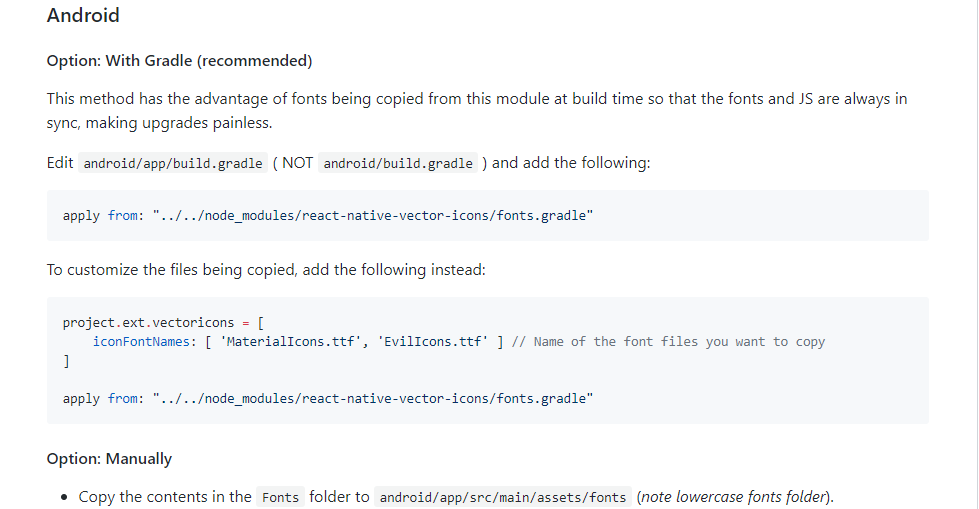 Android
Option: With Gradle (recommended)
This method has the advantage of fonts being copied from this module at build time so that the fonts and JS are always in
sync, making upgrades painless.
Edit android/app/build.gradle ( NOT android/build.gradle ) and add the following:
apply from: "../../node_modules/react-native-vector-icons/fonts.gradle"
To customize the files being copied, add the following instead:
project.ext.vectoricons = [
    iconFontNames: [ 'MaterialIcons.ttf', 'EvilIcons.ttf' ] // Name of the font files you want to copy
]
apply from: "../../node_modules/react-native-vector-icons/fonts.gradle"
Option: Manually
• Copy the contents in the Fonts folder to android/app/src/main/assets/fonts (note lowercase fonts folder).